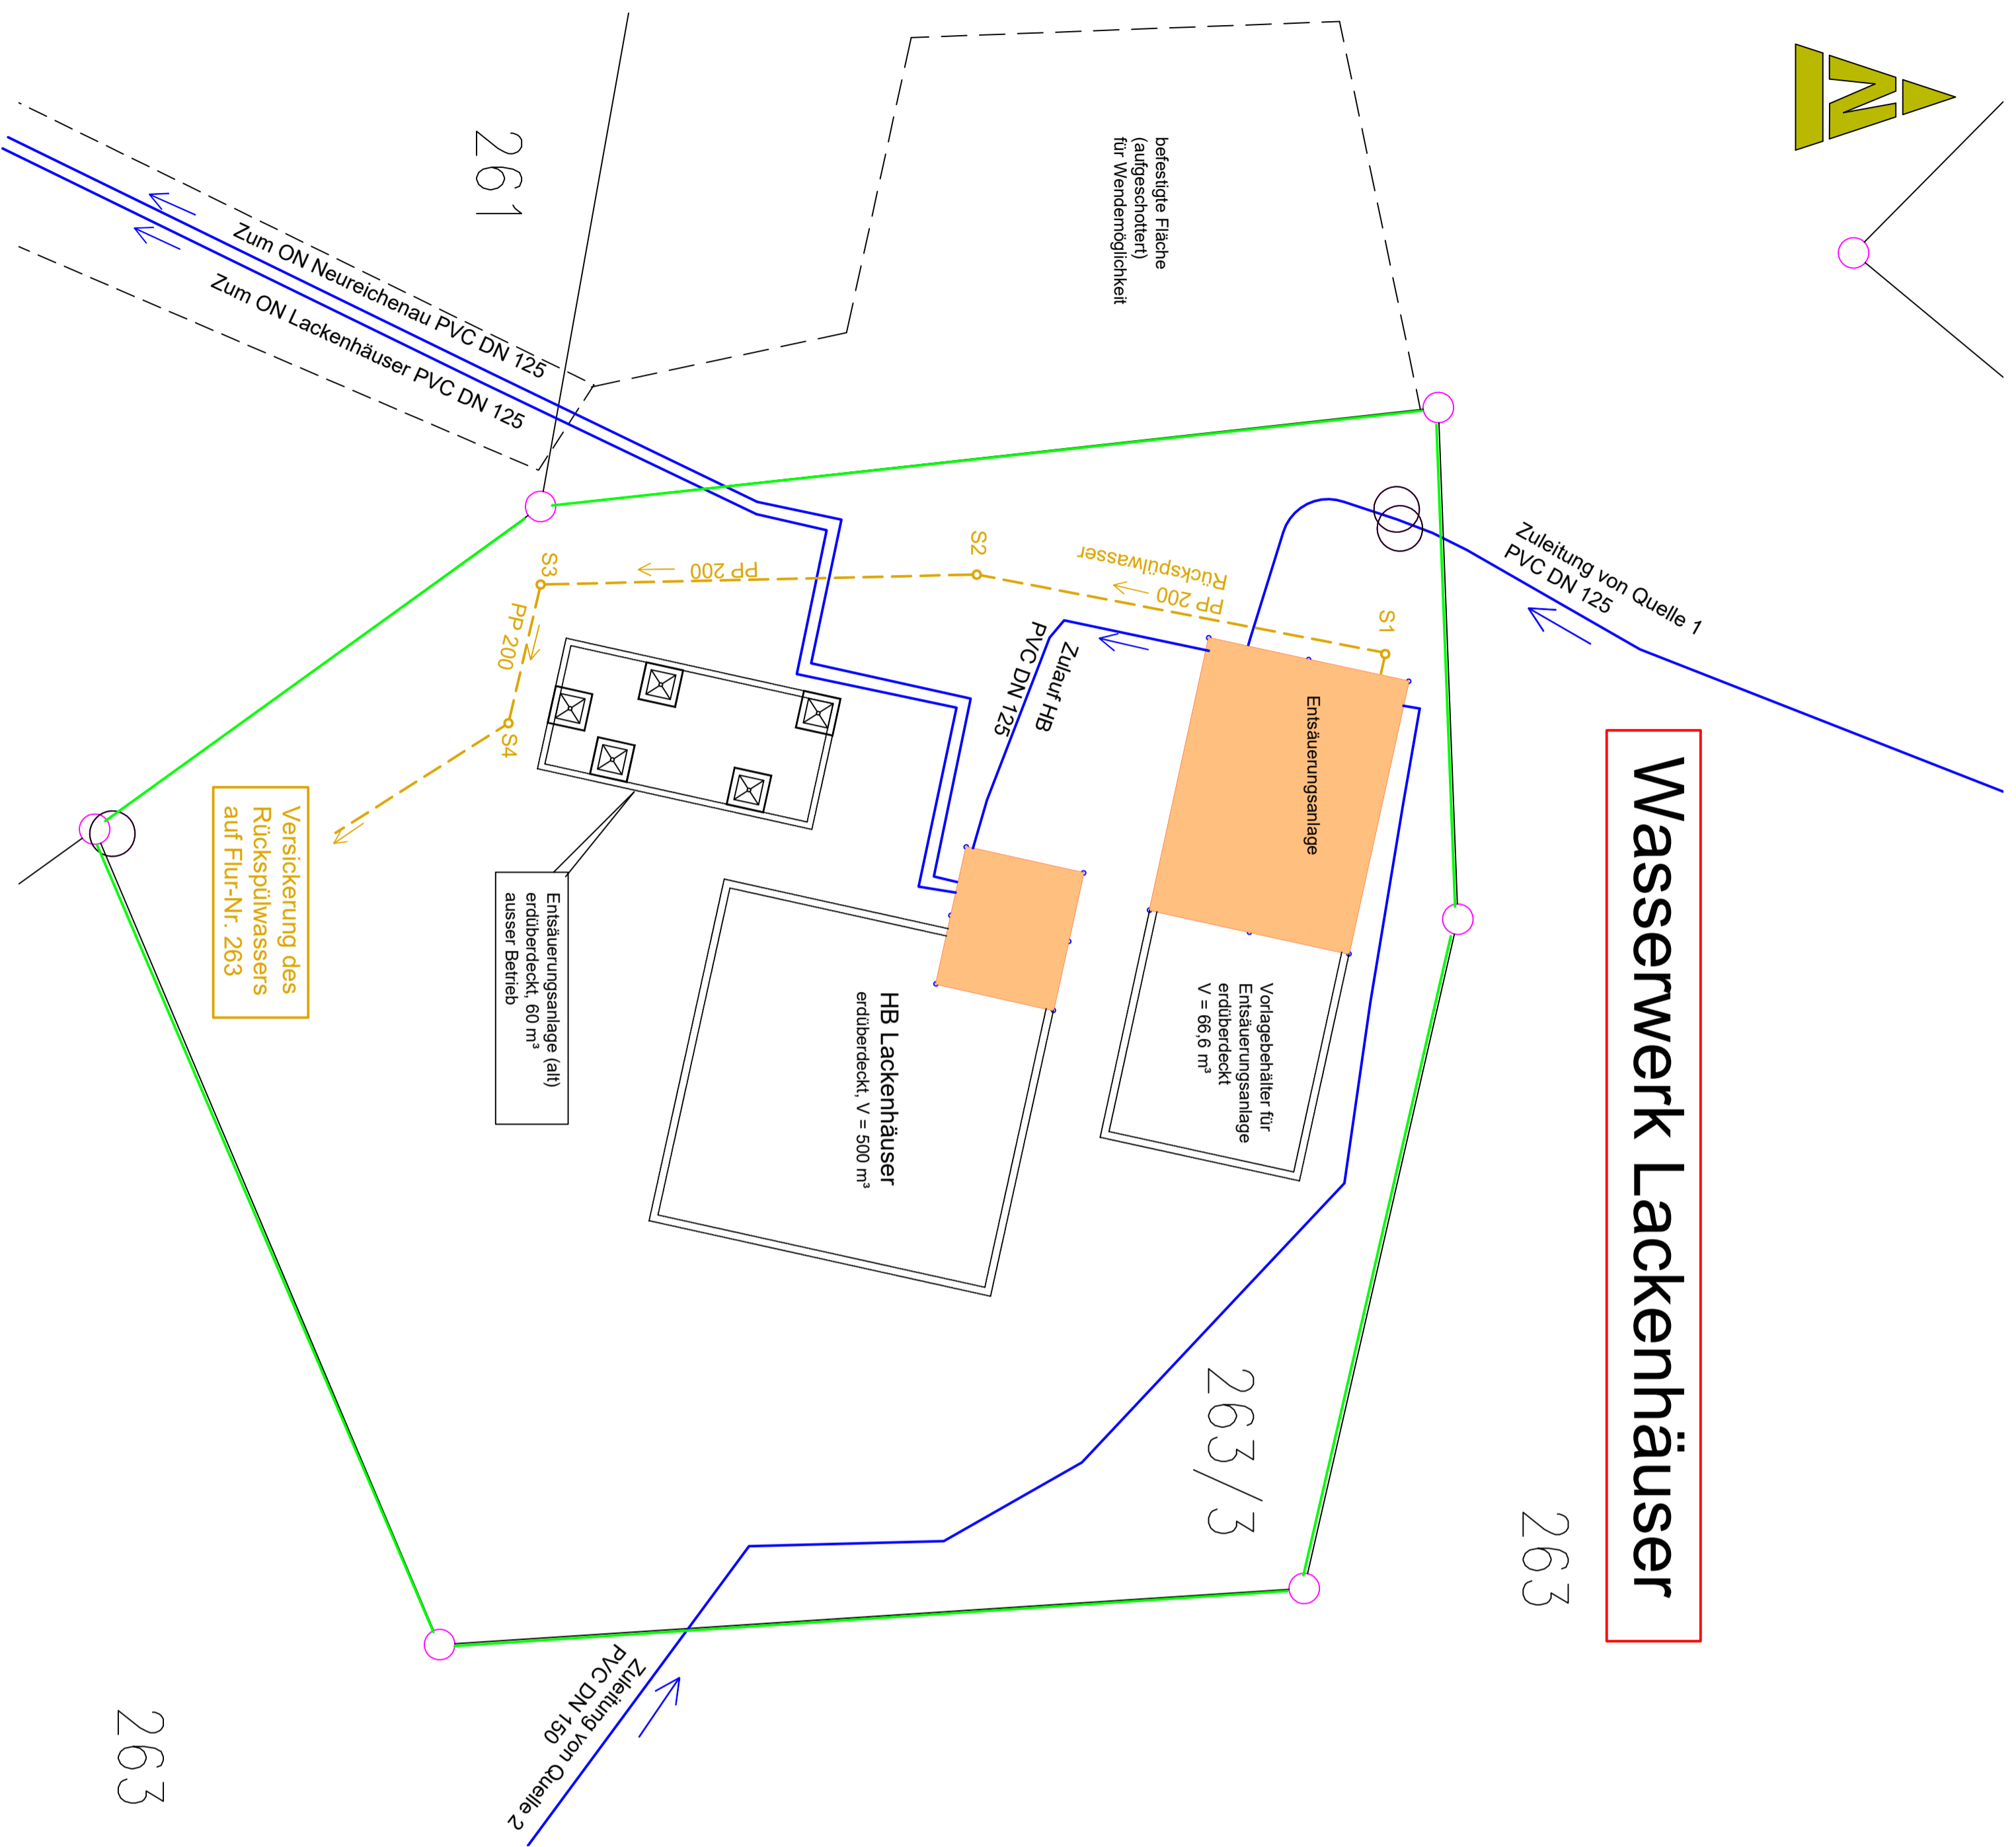 Wasserwerk Lackenhäuser
N
befestigte Fläche
(aufgeschottert)
für Wendemöglichkeit
261
Zum ON Neureichenau PVC DN 125
Zum ON Lackenhäuser PVC DN 125
Zuleitung von Quelle 1
PVC DN 125
S1
Rückspülwasser
PP 200
S2
PP 200
S3
PP 200
S4
Zulauf HB
PVC DN 125
Entsäuerungsanlage
Vorlagebehälter für
Entsäuerungsanlage
erdüberdeckt
V = 66,6 m³
HB Lackenhäuser
erdüberdeckt, V = 500 m³
Entsäuerungsanlage (alt)
erdüberdeckt, 60 m³
ausser Betrieb
Versickerung des
Rückspülwassers
auf Flur-Nr. 263
263/3
263
Zuleitung von Quelle 2
PVC DN 150
263